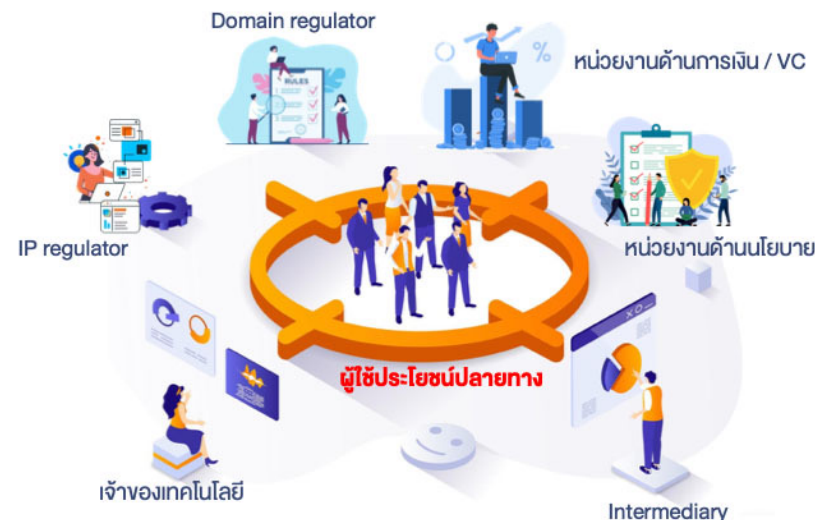 Domain regulator
หน่วยงานด้านการเงิน / VC
RULES
%
IP regulator
หน่วยงานด้านนโยบาย
ผู้ใช้ประโยชน์ปลายทาง
เจ้าของเทคโนโลยี
Intermediary